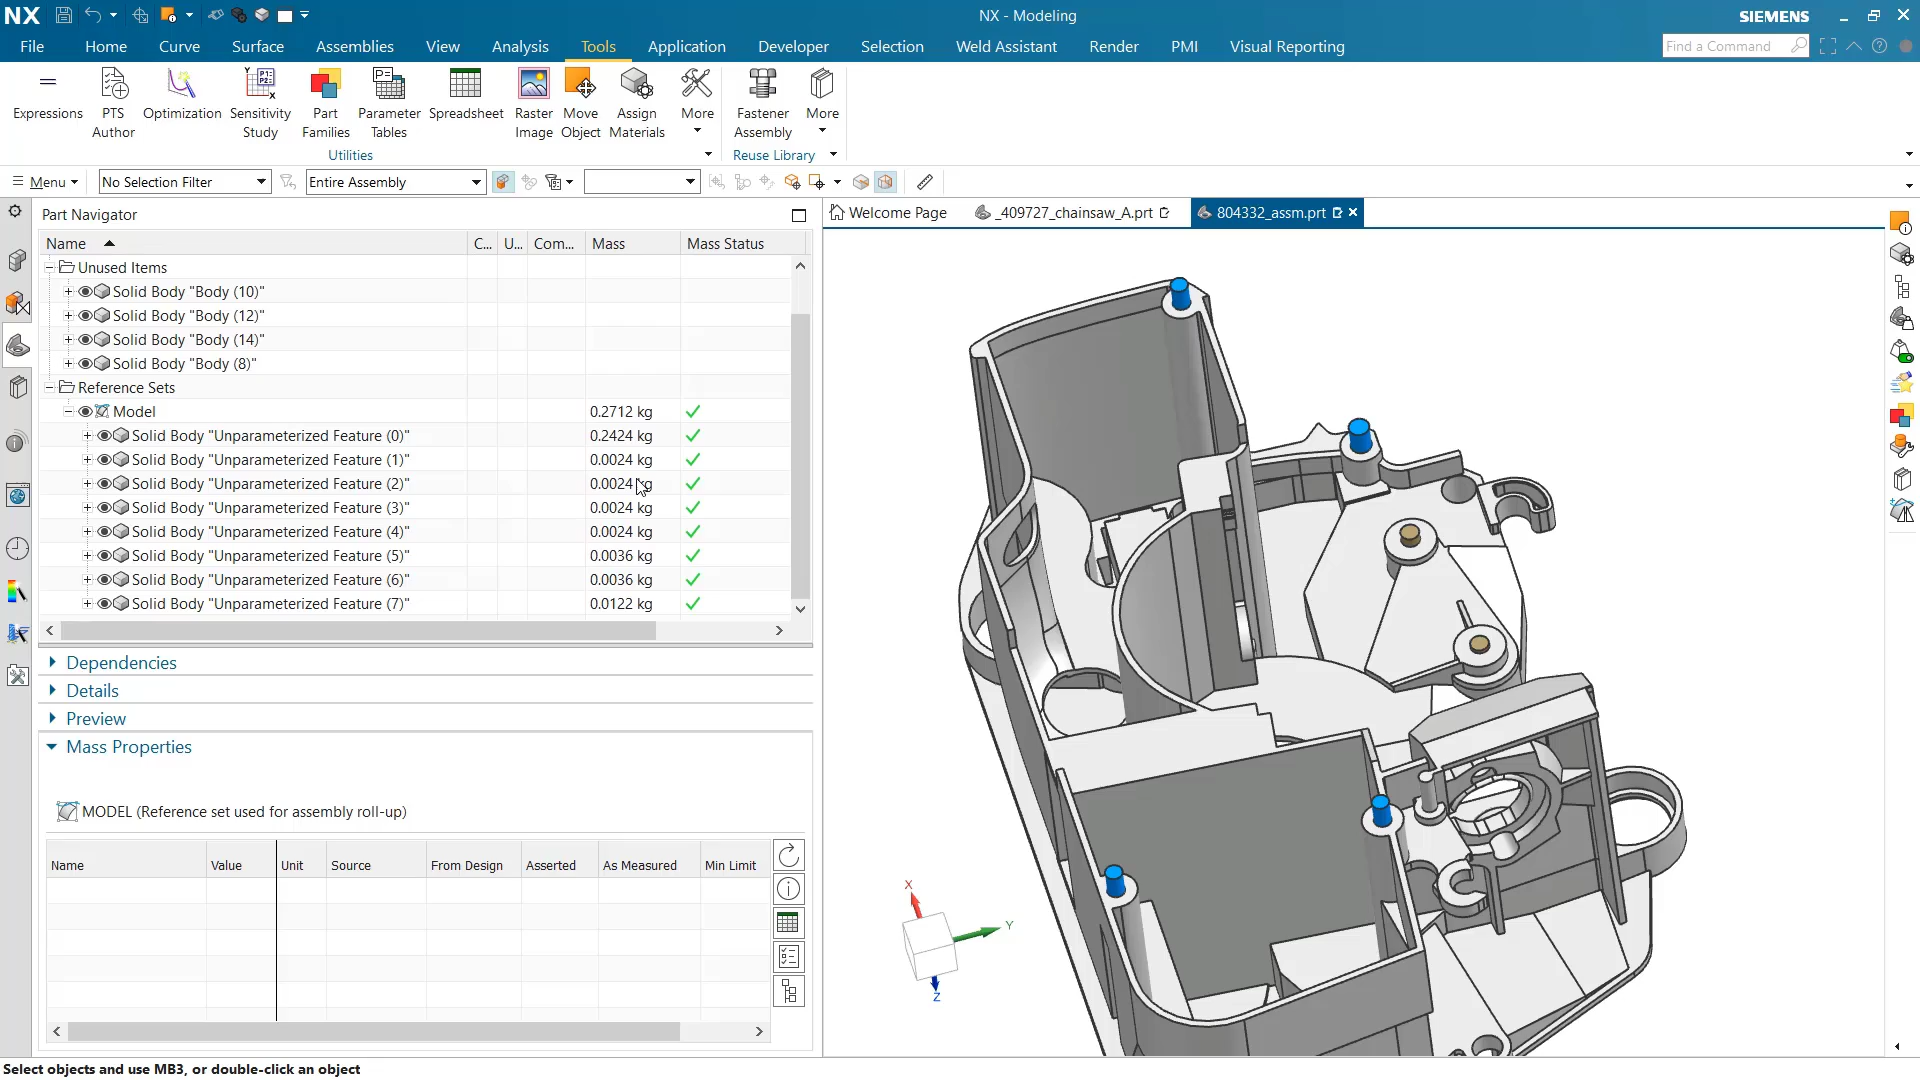 NX
NX - Modeling
SIEMENS
File Home Curve Surface Assemblies View Analysis Tools Application Developer Selection Weld Assistant Render PMI Visual Reporting
Find a Command
Expressions
PTS Author
Optimization
Sensitivity Study
Part Families
Parameter Tables
Spreadsheet
Raster Image
Move Object
Assign Materials
More
Fastener Assembly
More
Utilities
Reuse Library
Menu
No Selection Filter
Entire Assembly
Part Navigator
Welcome Page
_409727_chainsaw_A.prt
804332_assm.prt
Name C... U... Com... Mass Mass Status
Unused Items
Solid Body "Body (10)"
Solid Body "Body (12)"
Solid Body "Body (14)"
Solid Body "Body (8)"
Reference Sets
Model 0.2712 kg
Solid Body "Unparameterized Feature (0)" 0.2424 kg
Solid Body "Unparameterized Feature (1)" 0.0024 kg
Solid Body "Unparameterized Feature (2)" 0.0024 kg
Solid Body "Unparameterized Feature (3)" 0.0024 kg
Solid Body "Unparameterized Feature (4)" 0.0024 kg
Solid Body "Unparameterized Feature (5)" 0.0036 kg
Solid Body "Unparameterized Feature (6)" 0.0036 kg
Solid Body "Unparameterized Feature (7)" 0.0122 kg
Dependencies
Details
Preview
Mass Properties
MODEL (Reference set used for assembly roll-up)
Name Value Unit Source From Design Asserted As Measured Min Limit
X
Y
Z
Select objects and use MB3, or double-click an object